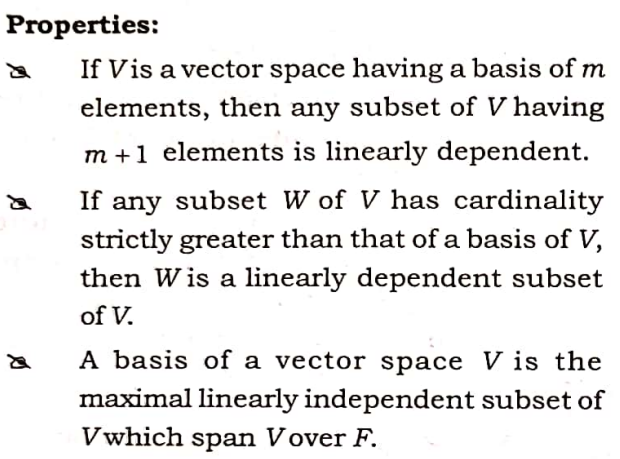 Properties:
If V is a vector space having a basis of m
elements, then any subset of V having
m + 1 elements is linearly dependent.
If any subset W of V has cardinality
strictly greater than that of a basis of V,
then W is a linearly dependent subset
of V.
A basis of a vector space V is the
maximal linearly independent subset of
V which span V over F.